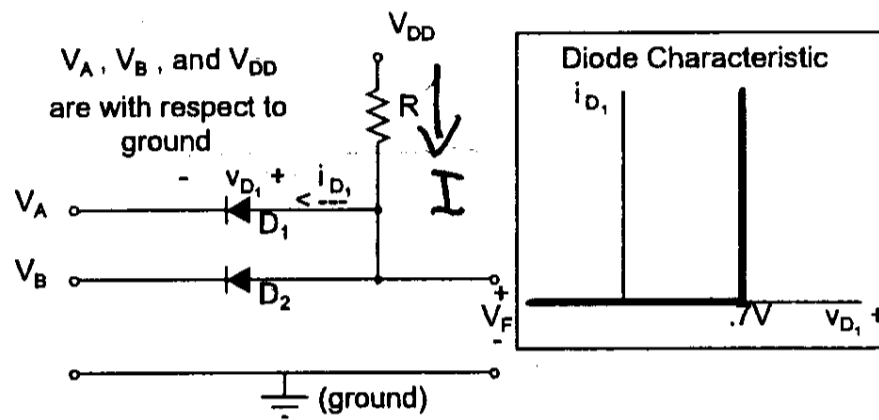 V_DD
V_A , V_B , and V_DD
are with respect to
ground
R
I
- v_D1 + < i_D1
V_A
D_1
V_B
D_2
+
V_F
-
(ground)
Diode Characteristic
i_D1
.7V
v_D1 +